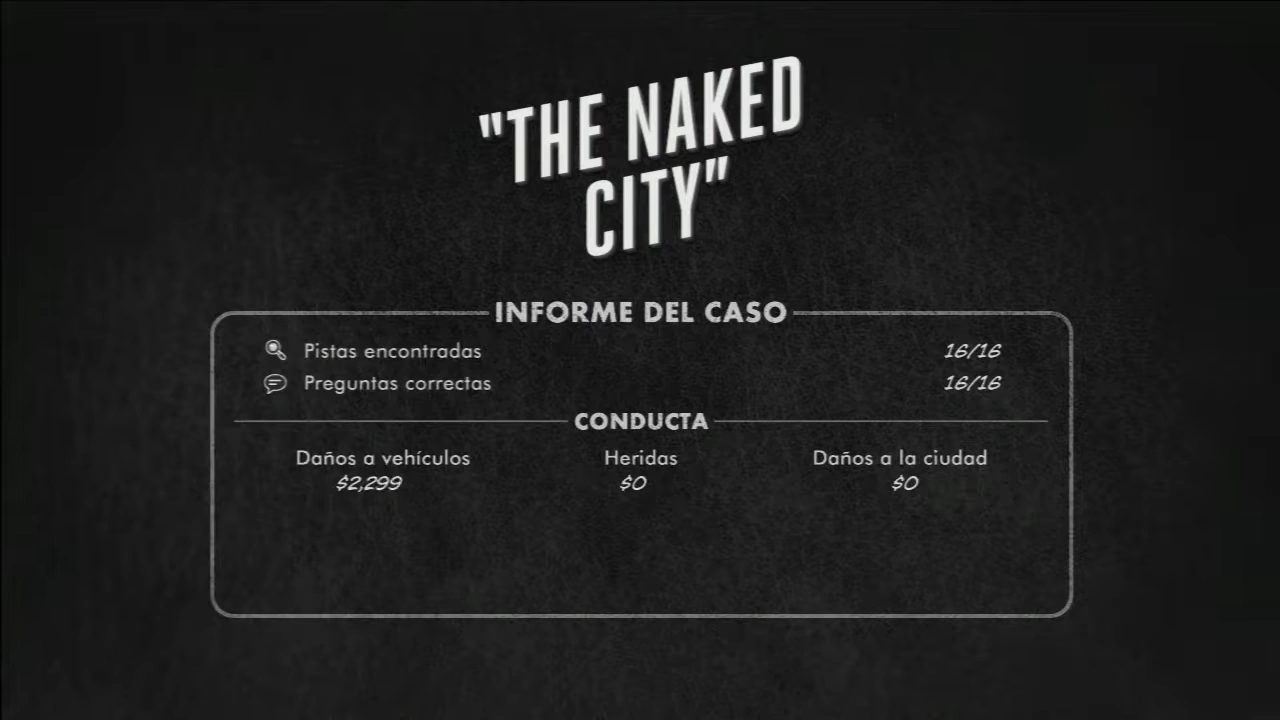 "THE NAKED
CITY"
INFORME DEL CASO
Pistas encontradas 16/16
Preguntas correctas 16/16
CONDUCTA
Daños a vehículos Heridas Daños a la ciudad
$2,299 $0 $0